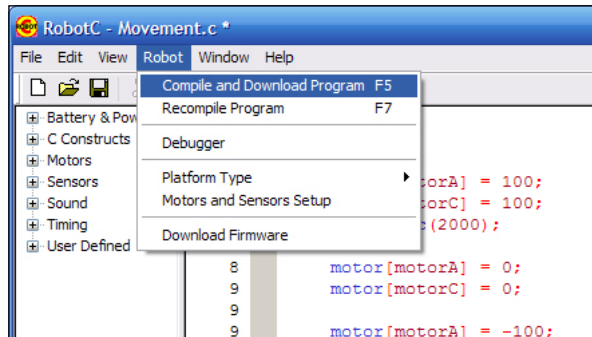 RobotC - Movement.c *
File Edit View Robot Window Help
Compile and Download Program F5
Recompile Program F7
Debugger
Platform Type
Motors and Sensors Setup
Download Firmware
Battery & Pow
C Constructs
Motors
Sensors
Sound
Timing
User Defined
torA] = 100;
torC] = 100;
(2000);
8 motor[motorA] = 0;
9 motor[motorC] = 0;
9
9 motor[motorA] = -100;